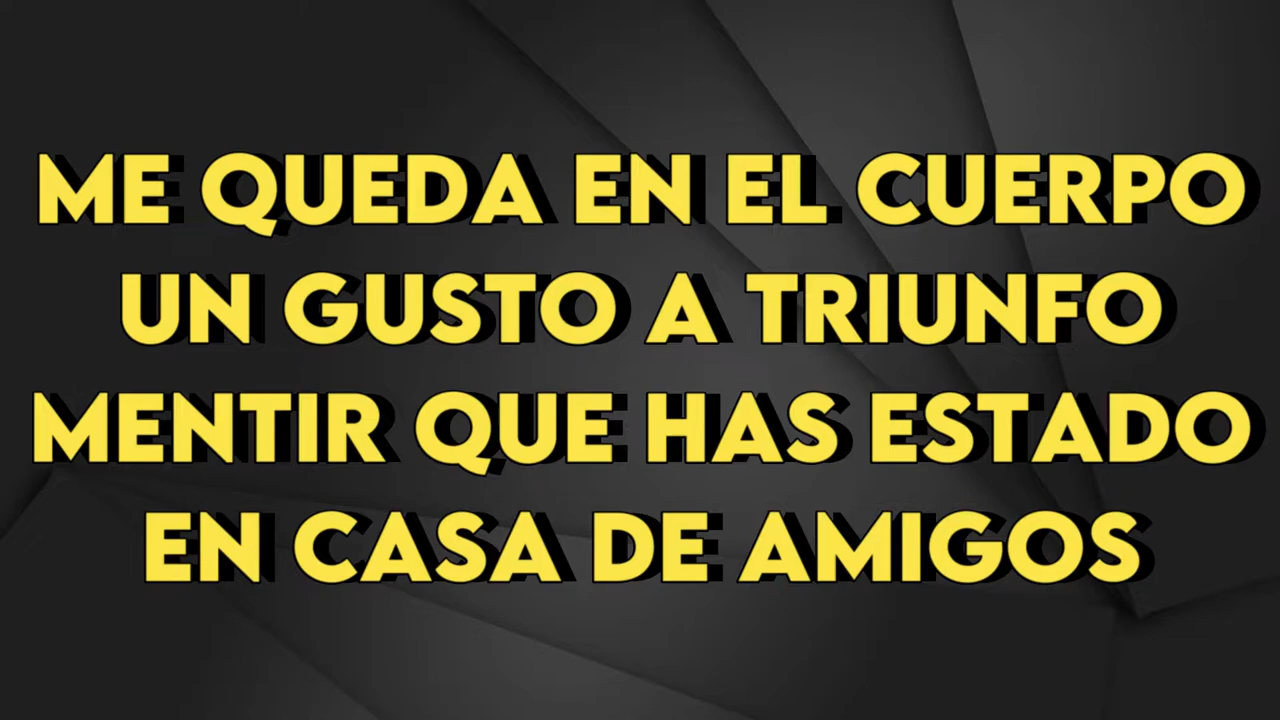 ME QUEDA EN EL CUERPO
UN GUSTO A TRIUNFO
MENTIR QUE HAS ESTADO
EN CASA DE AMIGOS